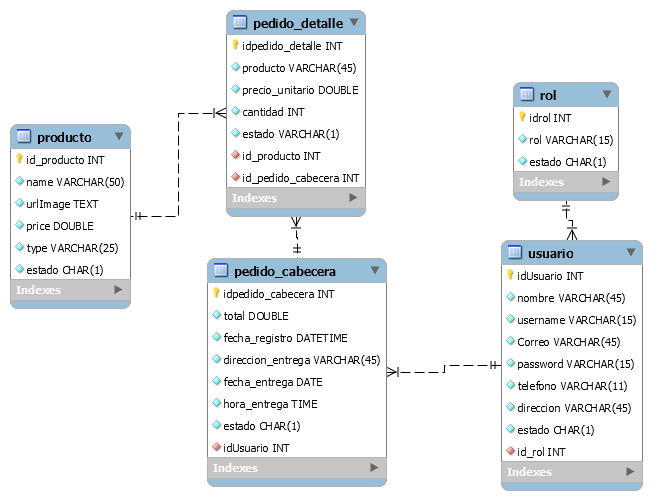 pedido_detalle
idpedido_detalle INT
producto VARCHAR(45)
precio_unitario DOUBLE
cantidad INT
estado VARCHAR(1)
id_producto INT
id_pedido_cabecera INT
Indexes
rol
idrol INT
rol VARCHAR(15)
estado CHAR(1)
Indexes
producto
id_producto INT
name VARCHAR(50)
urlImage TEXT
price DOUBLE
type VARCHAR(25)
estado CHAR(1)
Indexes
pedido_cabecera
idpedido_cabecera INT
total DOUBLE
fecha_registro DATETIME
direccion_entrega VARCHAR(45)
fecha_entrega DATE
hora_entrega TIME
estado CHAR(1)
idUsuario INT
Indexes
usuario
idUsuario INT
nombre VARCHAR(45)
username VARCHAR(15)
Correo VARCHAR(45)
password VARCHAR(15)
telefono VARCHAR(11)
direccion VARCHAR(45)
estado CHAR(1)
id_rol INT
Indexes